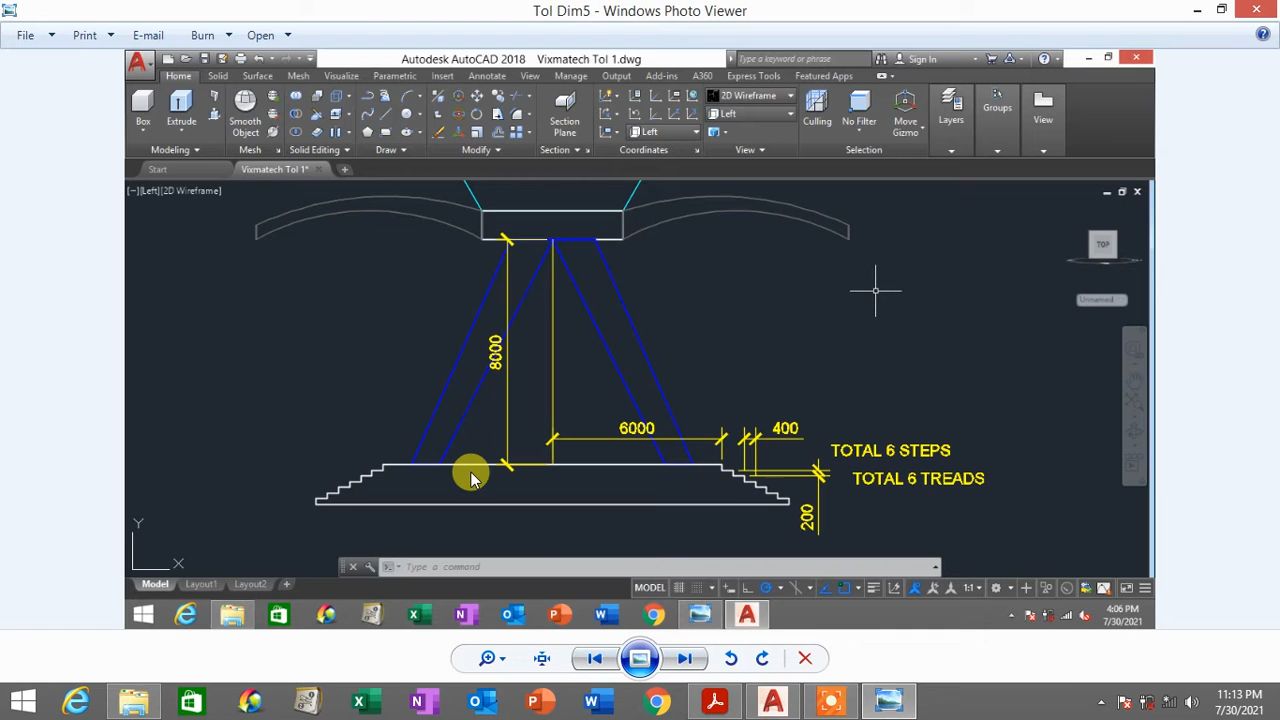 Tol Dim5 - Windows Photo Viewer
File Print E-mail Burn Open
Autodesk AutoCAD 2018 Vixmatech Tol 1.dwg
Type a keyword or phrase
Sign In
Home Solid Surface Mesh Visualize Parametric Insert Annotate View Manage Output Add-ins A360 Express Tools Featured Apps
Box
Extrude
Smooth Object
Section Plane
2D Wireframe
Left
Left
Culling
No Filter
Move Gizmo
Layers
Groups
View
Modeling Mesh Solid Editing Draw Modify Section Coordinates View Selection
Start
Vixmatech Tol 1*
[−][Left][2D Wireframe]
TOP
Unnamed
8000
6000
400
TOTAL 6 STEPS
TOTAL 6 TREADS
200
Y
X
Type a command
Model Layout1 Layout2
MODEL
1:1
4:06 PM
7/30/2021
11:13 PM
7/30/2021